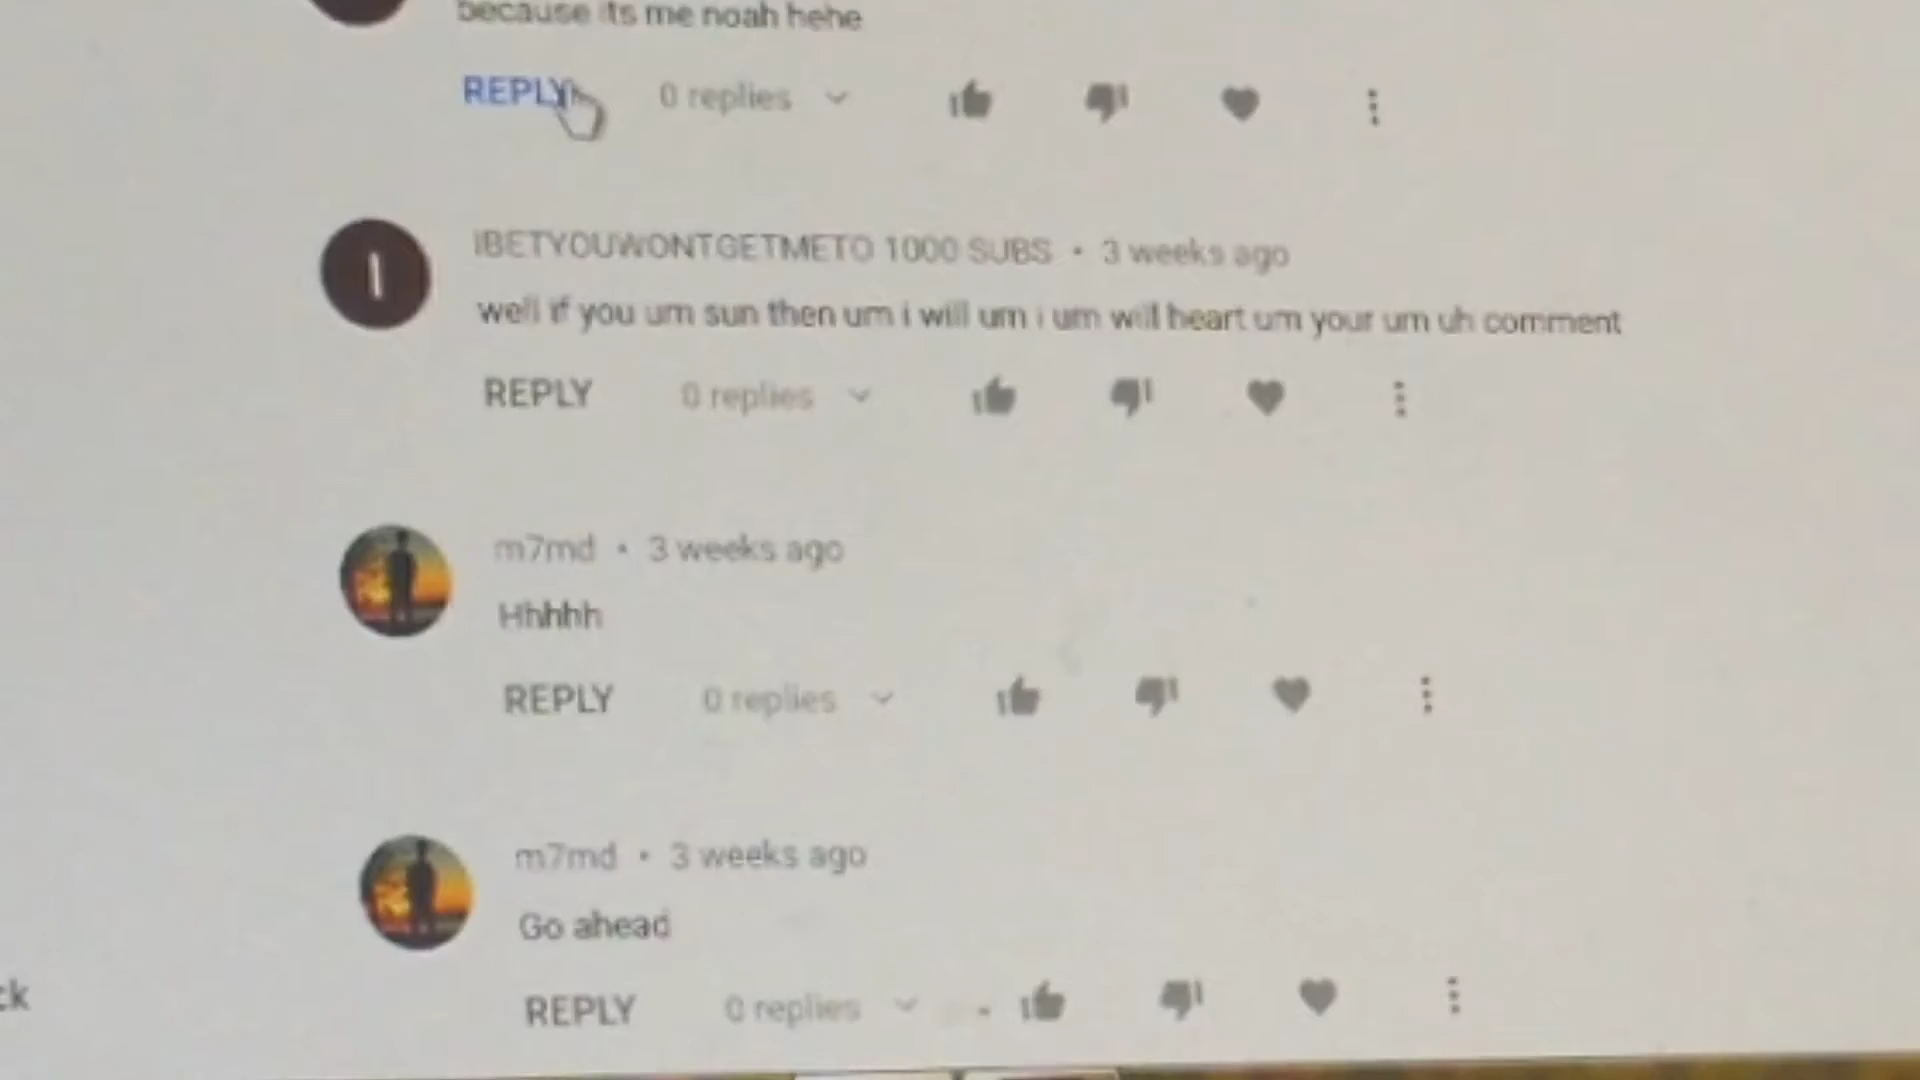 because its me noah hehe
REPLY 0 replies
I
IBETYOUWONTGETMETO 1000 SUBS • 3 weeks ago
well if you um sun then um i will um i um will heart um your um uh comment
REPLY 0 replies
m7md • 3 weeks ago
Hhhhh
REPLY 0 replies
m7md • 3 weeks ago
Go ahead
ck
REPLY 0 replies